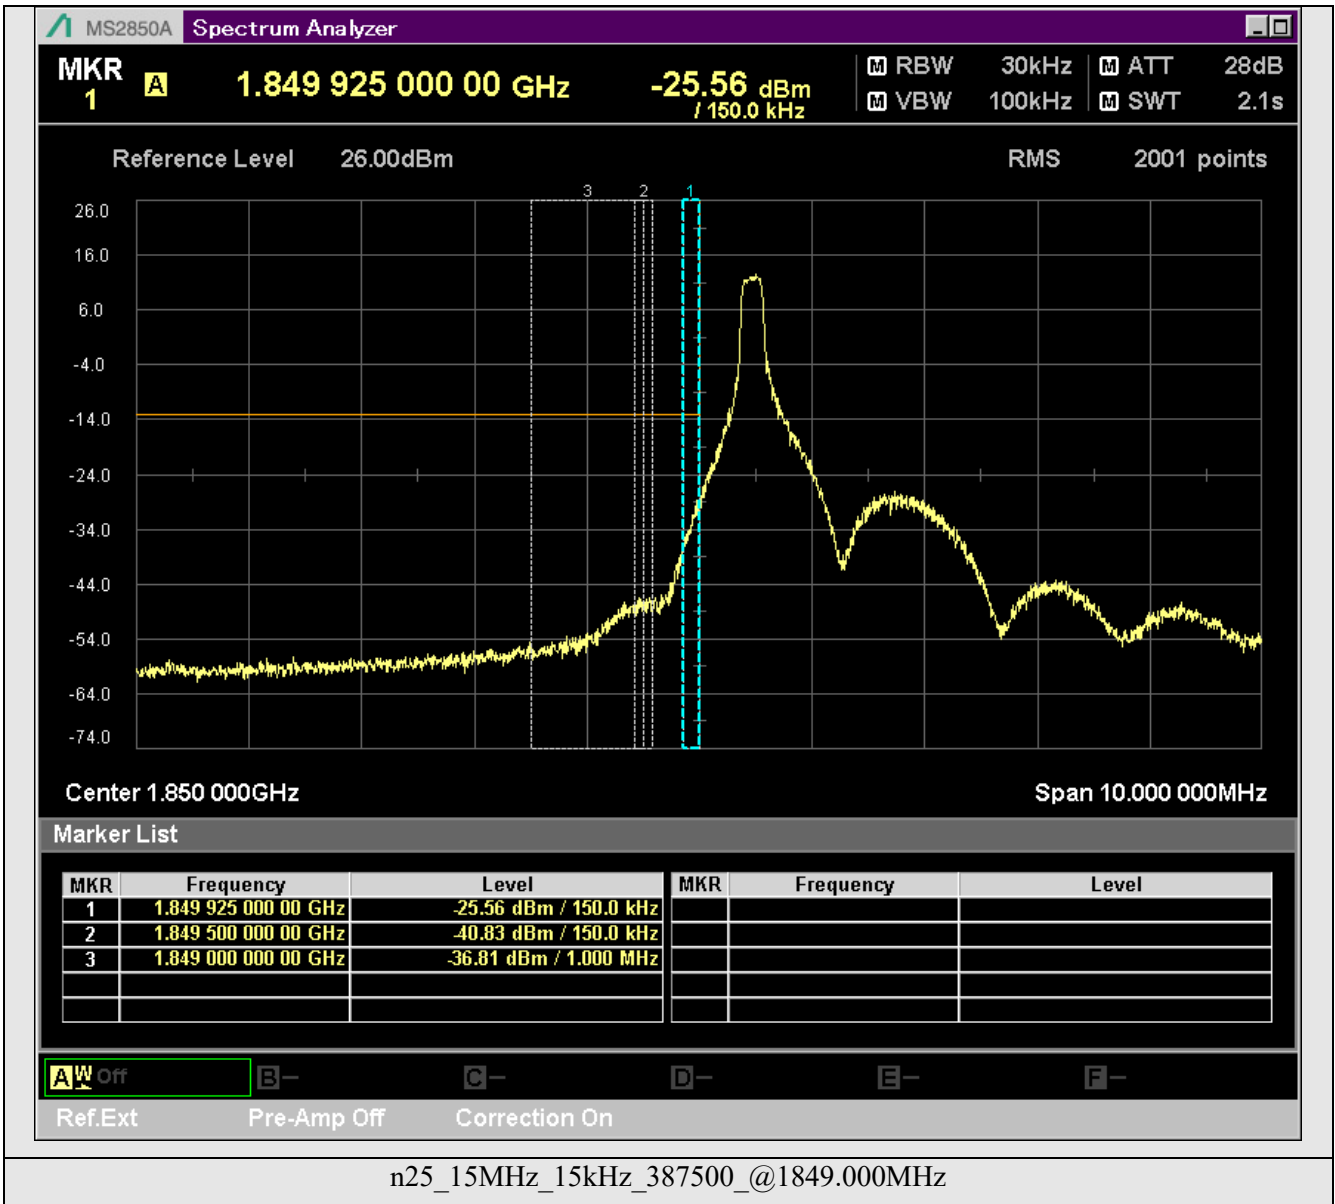 MS2850A Spectrum Analyzer
MKR 1 A 1.849 925 000 00 GHz -25.56 dBm / 150.0 kHz
M RBW 30kHz M ATT 28dB
M VBW 100kHz M SWT 2.1s
Reference Level 26.00dBm RMS 2001 points
3 2 1
26.0
16.0
6.0
-4.0
-14.0
-24.0
-34.0
-44.0
-54.0
-64.0
-74.0
Center 1.850 000GHz Span 10.000 000MHz
Marker List
MKR Frequency Level MKR Frequency Level
1 1.849 925 000 00 GHz -25.56 dBm / 150.0 kHz
2 1.849 500 000 00 GHz -40.83 dBm / 150.0 kHz
3 1.849 000 000 00 GHz -36.81 dBm / 1.000 MHz
A W Off B - C - D - E - F -
Ref.Ext Pre-Amp Off Correction On
n25_15MHz_15kHz_387500_@1849.000MHz